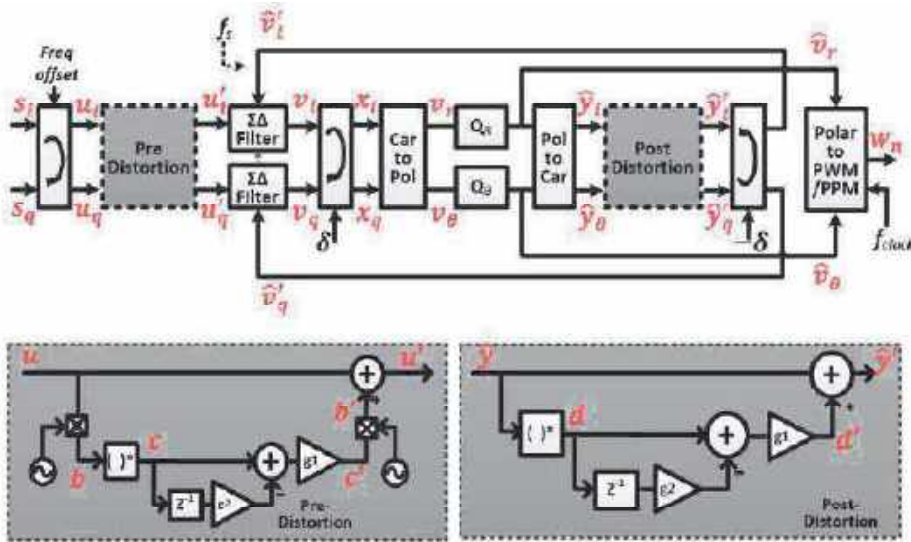 Freq
offset
f_s
v̂'_i
v̂_r
s_i
u_i
u'_i
v_i
x_i
v_r
ŷ_i
ŷ'_i
Pre
Distortion
ΣΔ
Filter
ΣΔ
Filter
Car
to
Pol
Q_R
Q_θ
Pol
to
Car
Post
Distortion
Polar
to
PWM
/PPM
w_n
s_q
u_q
u'_q
v_q
x_q
v_θ
ŷ_θ
ŷ'_q
δ
−δ
f_clock
v̂'_q
v̂_θ
u
u'
b'
b
( )*
c
g1
c'
Z⁻¹
Pre-
Distortion
y
ŷ'
( )*
d
g1
d'
Z⁻¹
g2
Post-
Distortion